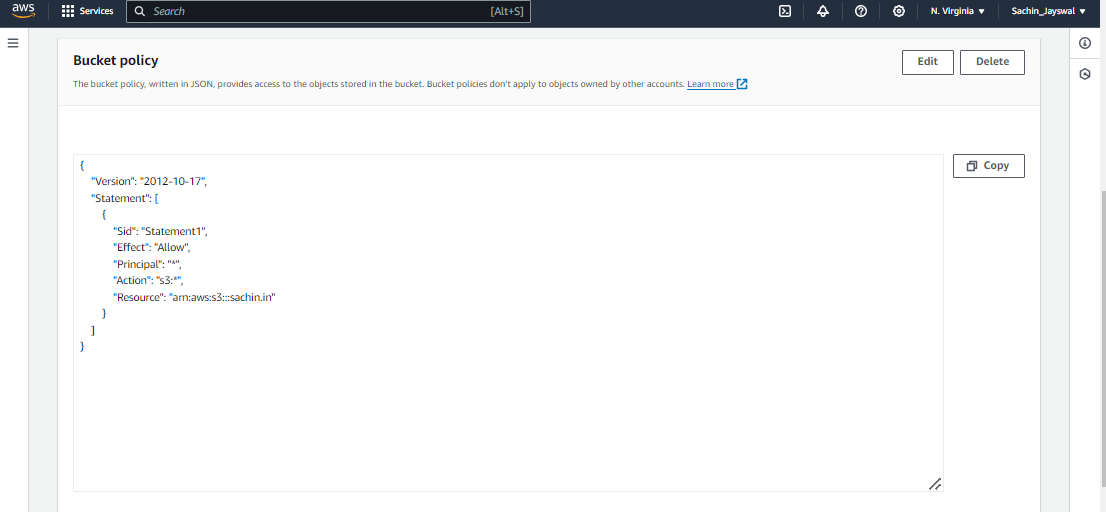 aws
Services
Search [Alt+S]
N. Virginia
Sachin_Jayswal
Bucket policy
Edit
Delete
The bucket policy, written in JSON, provides access to the objects stored in the bucket. Bucket policies don't apply to objects owned by other accounts. Learn more
Copy
{
"Version": "2012-10-17",
"Statement": [
{
"Sid": "Statement1",
"Effect": "Allow",
"Principal": "*",
"Action": "s3:*",
"Resource": "arn:aws:s3:::sachin.in"
}
]
}